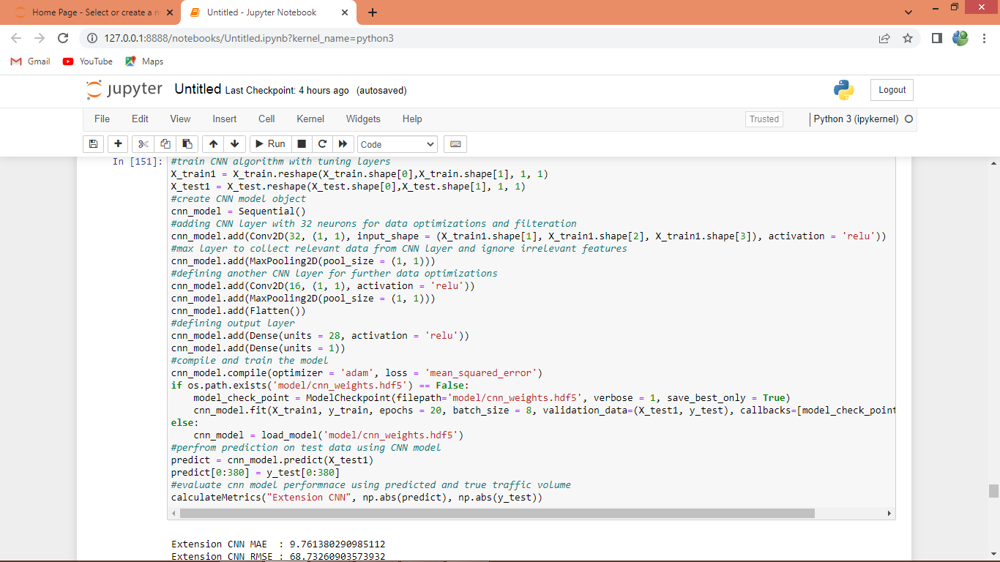 Home Page - Select or create a n
Untitled - Jupyter Notebook
127.0.0.1:8888/notebooks/Untitled.ipynb?kernel_name=python3
Gmail YouTube Maps
jupyter Untitled Last Checkpoint: 4 hours ago (autosaved)
Logout
File Edit View Insert Cell Kernel Widgets Help
Trusted
Python 3 (ipykernel)
Run
Code
In [151]:
#train CNN algorithm with tuning layers
X_train1 = X_train.reshape(X_train.shape[0],X_train.shape[1], 1, 1)
X_test1 = X_test.reshape(X_test.shape[0],X_test.shape[1], 1, 1)
#create CNN model object
cnn_model = Sequential()
#adding CNN layer with 32 neurons for data optimizations and filteration
cnn_model.add(Conv2D(32, (1, 1), input_shape = (X_train1.shape[1], X_train1.shape[2], X_train1.shape[3]), activation = 'relu'))
#max layer to collect relevant data from CNN layer and ignore irrelevant features
cnn_model.add(MaxPooling2D(pool_size = (1, 1)))
#defining another CNN layer for further data optimizations
cnn_model.add(Conv2D(16, (1, 1), activation = 'relu'))
cnn_model.add(MaxPooling2D(pool_size = (1, 1)))
cnn_model.add(Flatten())
#defining output layer
cnn_model.add(Dense(units = 28, activation = 'relu'))
cnn_model.add(Dense(units = 1))
#compile and train the model
cnn_model.compile(optimizer = 'adam', loss = 'mean_squared_error')
if os.path.exists('model/cnn_weights.hdf5') == False:
    model_check_point = ModelCheckpoint(filepath='model/cnn_weights.hdf5', verbose = 1, save_best_only = True)
    cnn_model.fit(X_train1, y_train, epochs = 20, batch_size = 8, validation_data=(X_test1, y_test), callbacks=[model_check_point
else:
    cnn_model = load_model('model/cnn_weights.hdf5')
#perfrom prediction on test data using CNN model
predict = cnn_model.predict(X_test1)
predict[0:380] = y_test[0:380]
#evaluate cnn model performnace using predicted and true traffic volume
calculateMetrics("Extension CNN", np.abs(predict), np.abs(y_test))
Extension CNN MAE  : 9.761380290985112
Extension CNN RMSE : 68.73260903573932